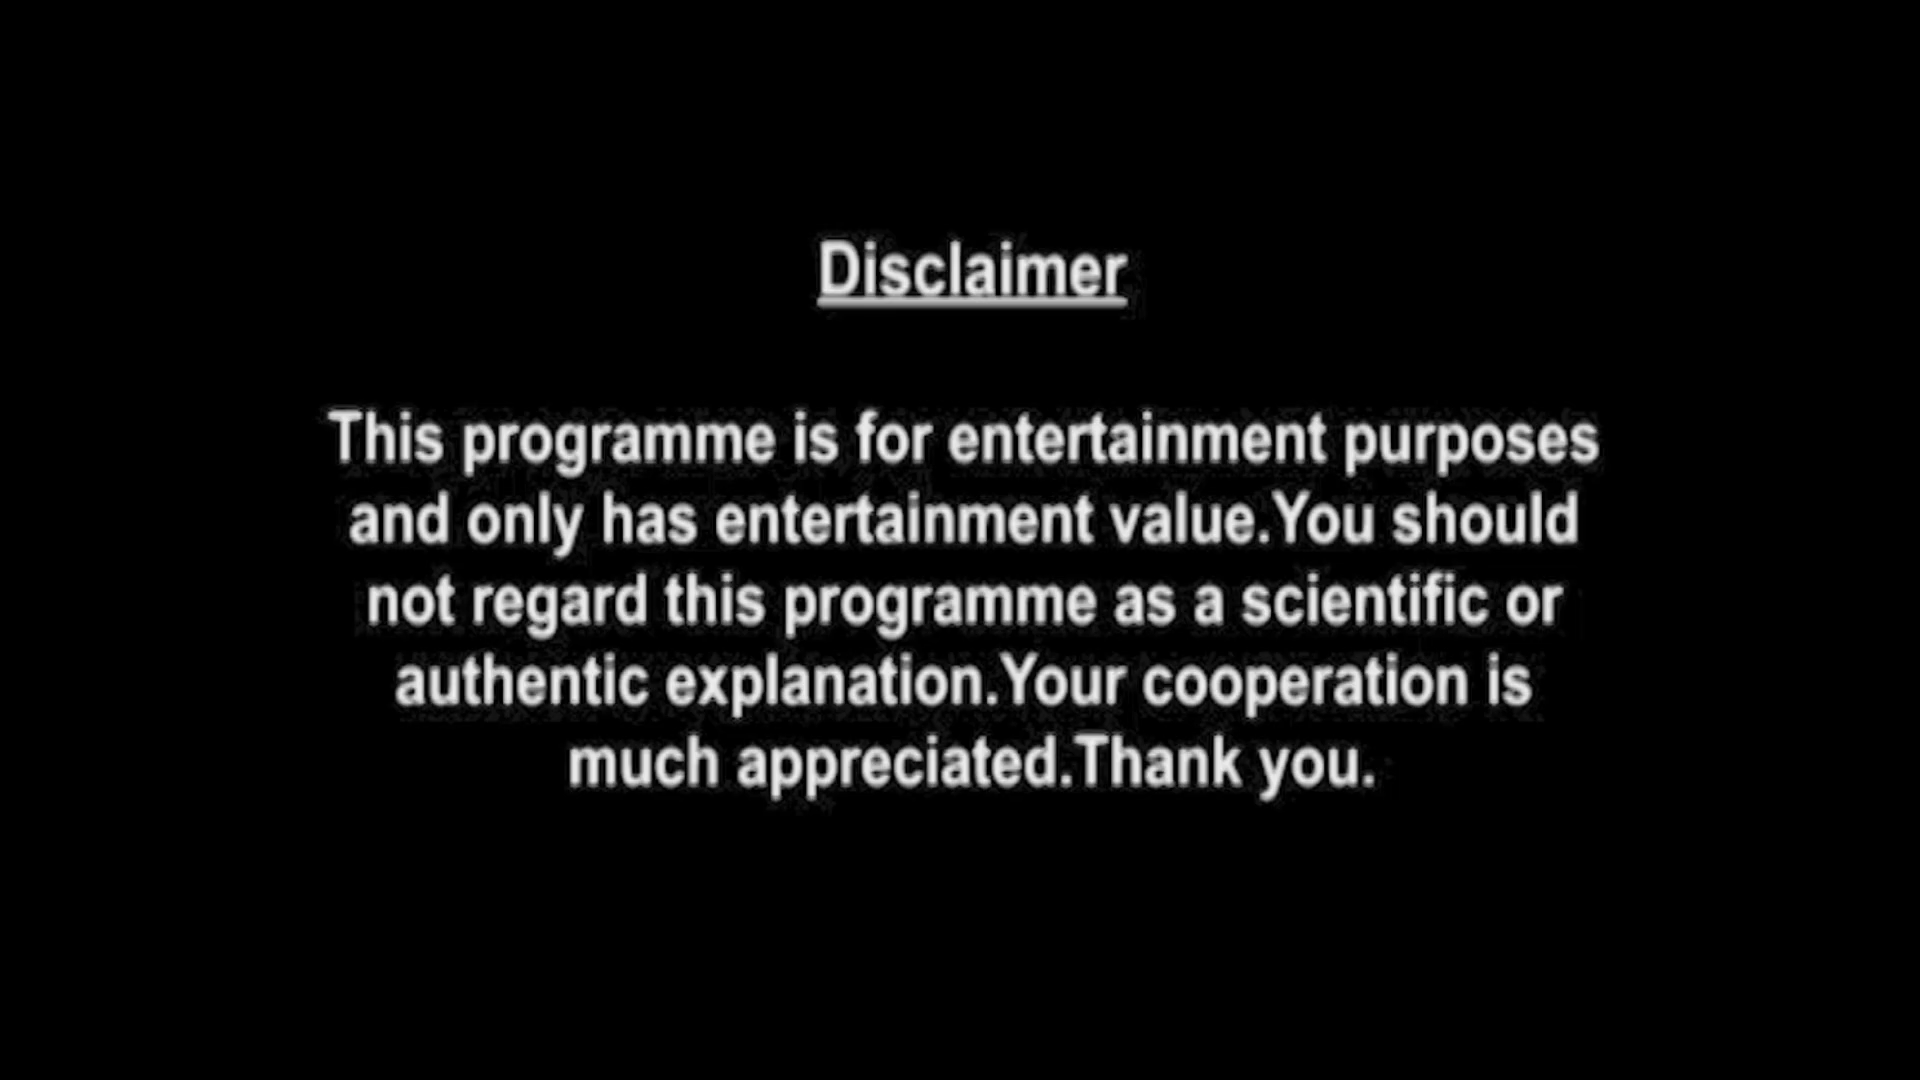 Disclaimer
This programme is for entertainment purposes
and only has entertainment value.You should
not regard this programme as a scientific or
authentic explanation.Your cooperation is
much appreciated.Thank you.